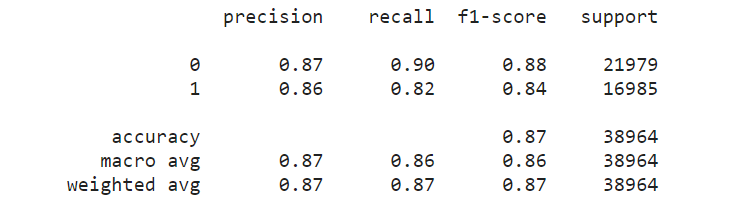 precision recall f1-score support
0 0.87 0.90 0.88 21979
1 0.86 0.82 0.84 16985
accuracy 0.87 38964
macro avg 0.87 0.86 0.86 38964
weighted avg 0.87 0.87 0.87 38964